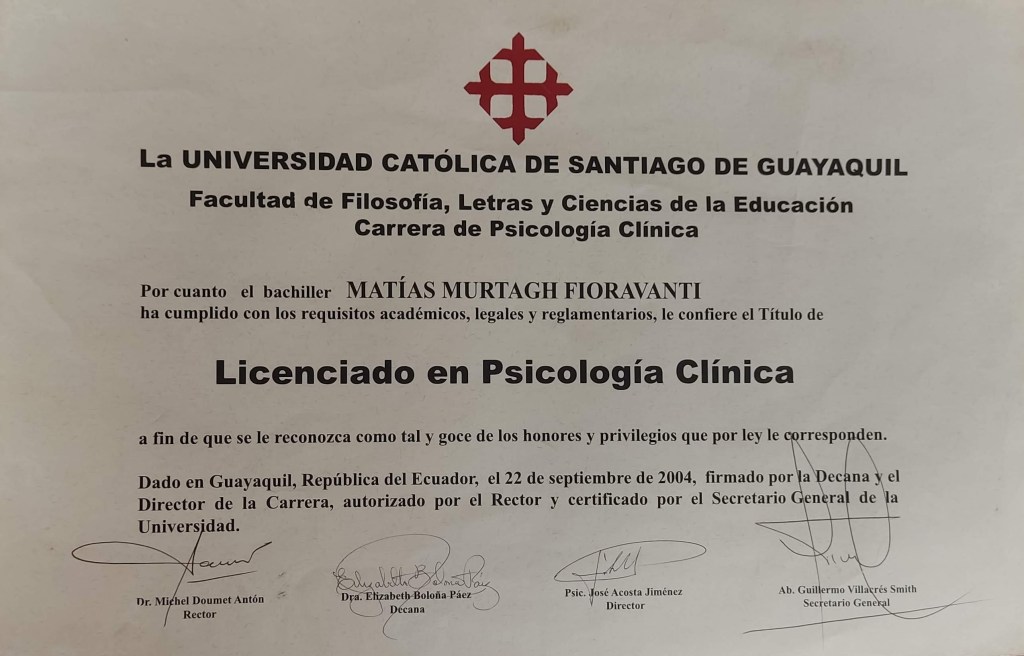 La UNIVERSIDAD CATÓLICA DE SANTIAGO DE GUAYAQUIL
Facultad de Filosofía, Letras y Ciencias de la Educación
Carrera de Psicología Clínica
Por cuanto el bachiller MATÍAS MURTAGH FIORAVANTI
ha cumplido con los requisitos académicos, legales y reglamentarios, le confiere el Título de
Licenciado en Psicología Clínica
a fin de que se le reconozca como tal y goce de los honores y privilegios que por ley le corresponden.
Dado en Guayaquil, República del Ecuador, el 22 de septiembre de 2004, firmado por la Decana y el
Director de la Carrera, autorizado por el Rector y certificado por el Secretario General de la
Universidad.
Elizabeth Boloña Páez
Dr. Michel Doumet Antón
Rector
Dra. Elizabeth Boloña Páez
Decana
Psic. José Acosta Jiménez
Director
Ab. Guillermo Villacrés Smith
Secretario General